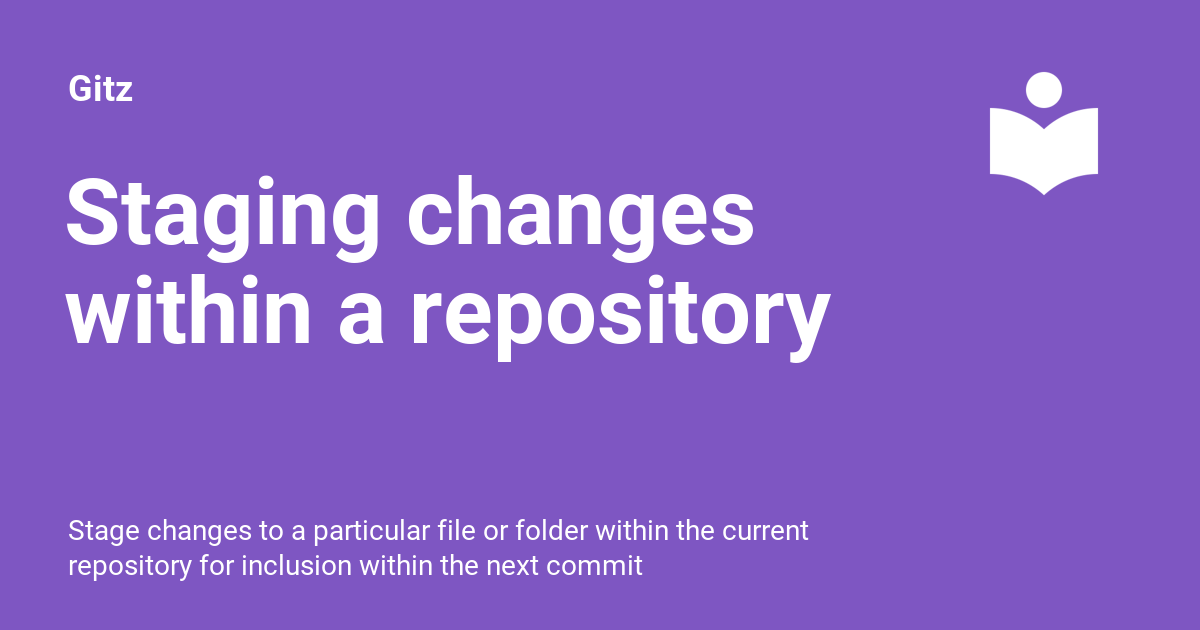 Gitz
Staging changes
within a repository
Stage changes to a particular file or folder within the current
repository for inclusion within the next commit